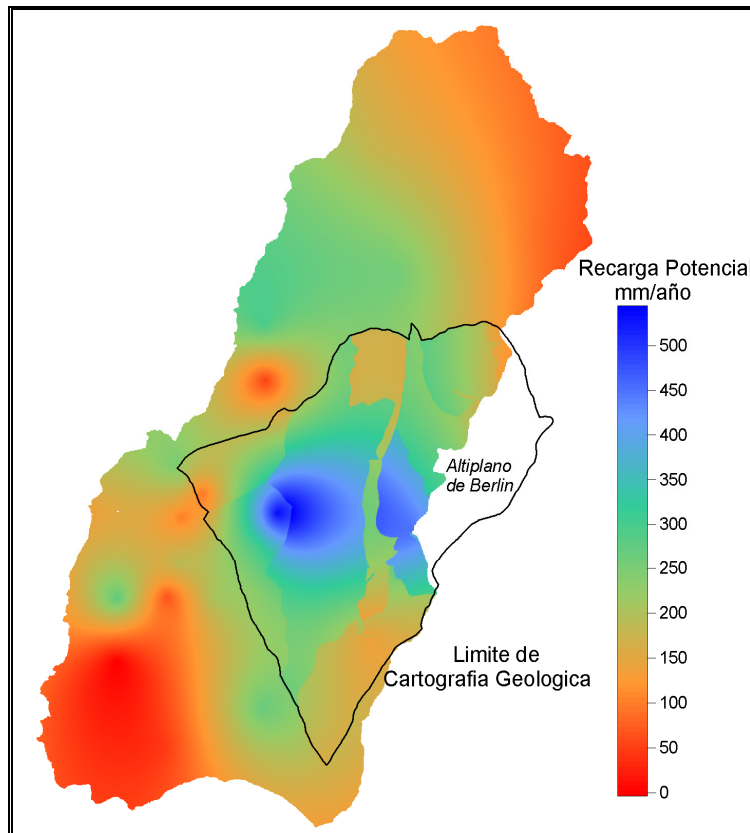 Recarga Potencial
mm/año
500
450
400
350
300
250
200
150
100
50
0
Altiplano
de Berlin
Limite de
Cartografia Geologica